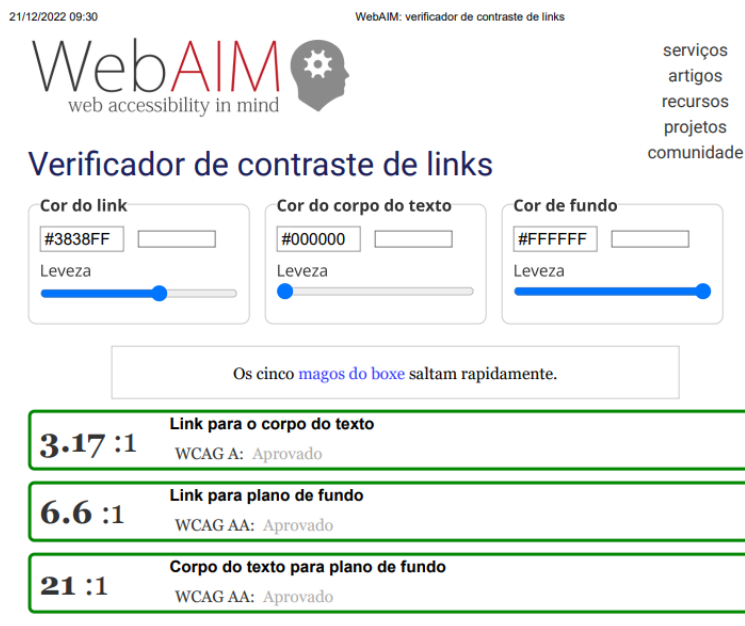 21/12/2022 09:30
WebAIM: verificador de contraste de links
WebAIM
web accessibility in mind
serviços
artigos
recursos
projetos
comunidade
Verificador de contraste de links
Cor do link
#3838FF
Leveza
Cor do corpo do texto
#000000
Leveza
Cor de fundo
#FFFFFF
Leveza
Os cinco magos do boxe saltam rapidamente.
3.17 :1
Link para o corpo do texto
WCAG A: Aprovado
6.6 :1
Link para plano de fundo
WCAG AA: Aprovado
21 :1
Corpo do texto para plano de fundo
WCAG AA: Aprovado